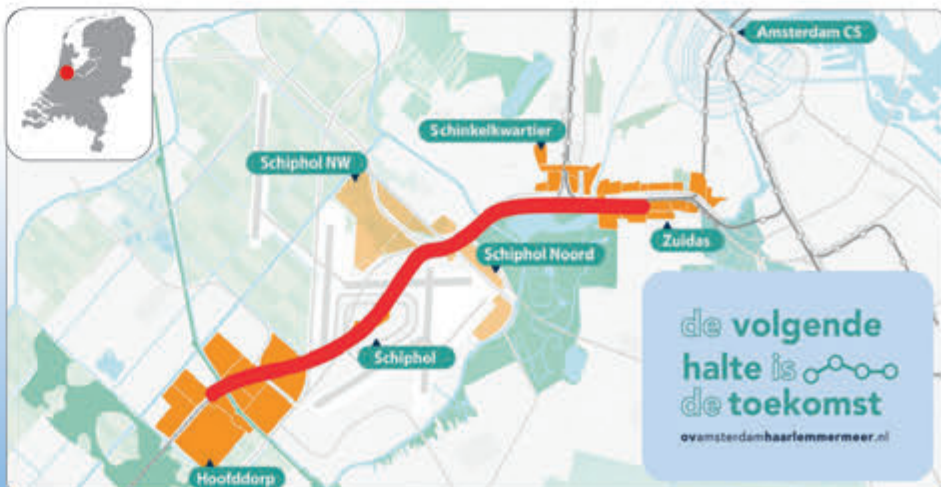 Amsterdam CS
Schinkelkwartier
Schiphol NW
Zuidas
Schiphol Noord
Schiphol
Hoofddorp
de volgende
halte is
de toekomst
ovamsterdamhaarlemmermeer.nl